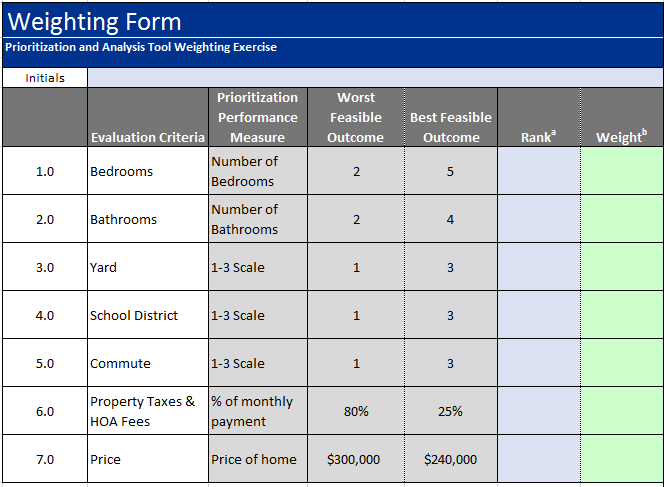 Weighting Form
Prioritization and Analysis Tool Weighting Exercise
Initials
Evaluation Criteria
Prioritization
Performance
Measure
Worst
Feasible
Outcome
Best Feasible
Outcome
Rankᵃ
Weightᵇ
1.0 Bedrooms Number of
Bedrooms 2 5
2.0 Bathrooms Number of
Bathrooms 2 4
3.0 Yard 1-3 Scale 1 3
4.0 School District 1-3 Scale 1 3
5.0 Commute 1-3 Scale 1 3
6.0 Property Taxes &
HOA Fees % of monthly
payment 80% 25%
7.0 Price Price of home $300,000 $240,000